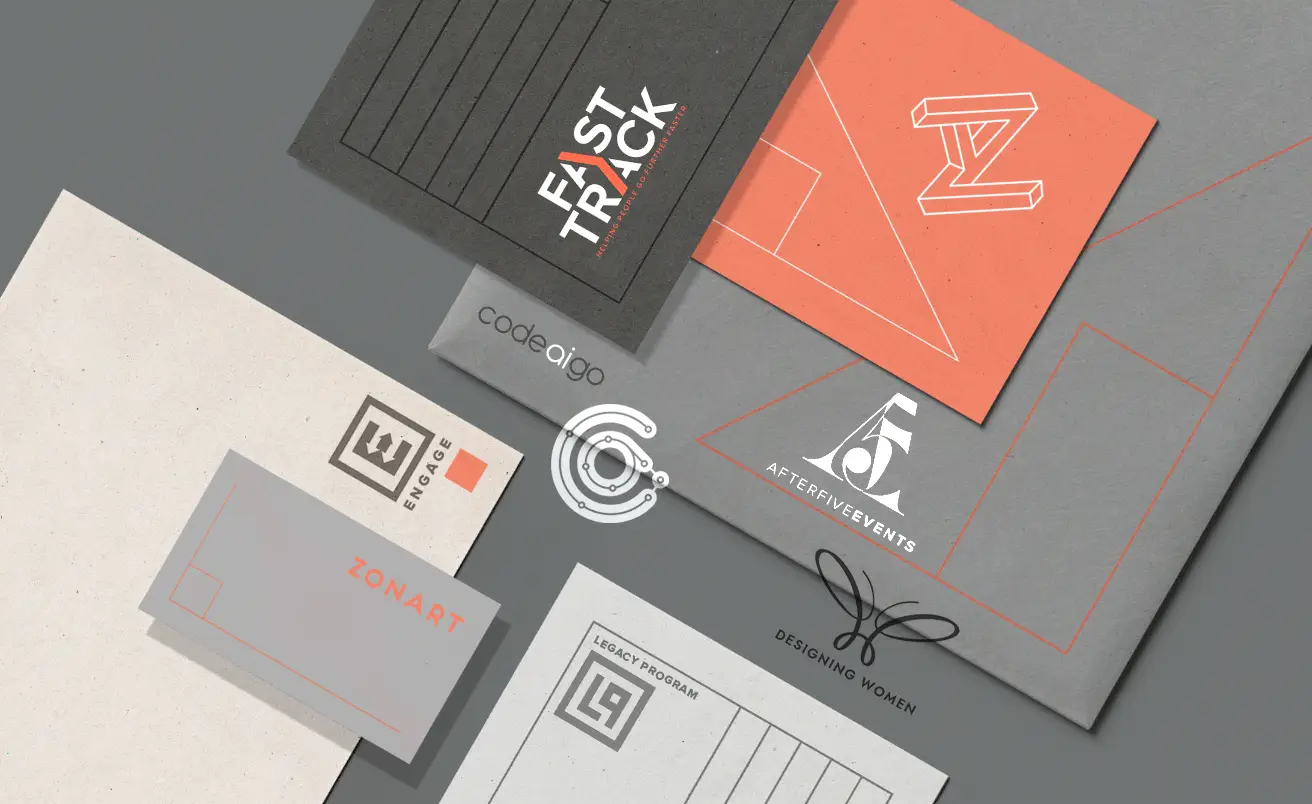 FAST
TRACK
HELPING PEOPLE GO FURTHER FASTER
codeaigo
ENGAGE
AFTERFIVEEVENTS
ZONART
DESIGNING WOMEN
LEGACY PROGRAM